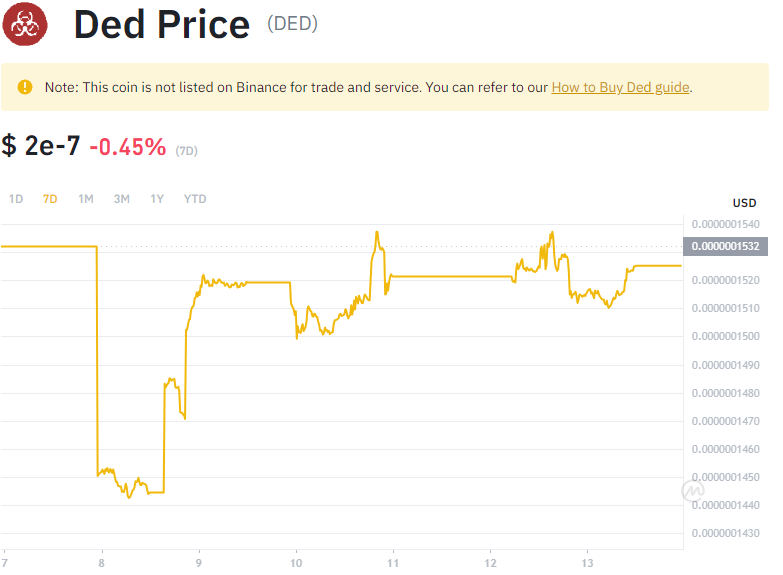 Ded Price (DED)
Note: This coin is not listed on Binance for trade and service. You can refer to our How to Buy Ded guide.
$ 2e-7 -0.45% (7D)
1D 7D 1M 3M 1Y YTD
USD
0.0000001540
0.0000001532
0.0000001520
0.0000001510
0.0000001500
0.0000001490
0.0000001480
0.0000001470
0.0000001460
0.0000001450
0.0000001440
0.0000001430
7 8 9 10 11 12 13